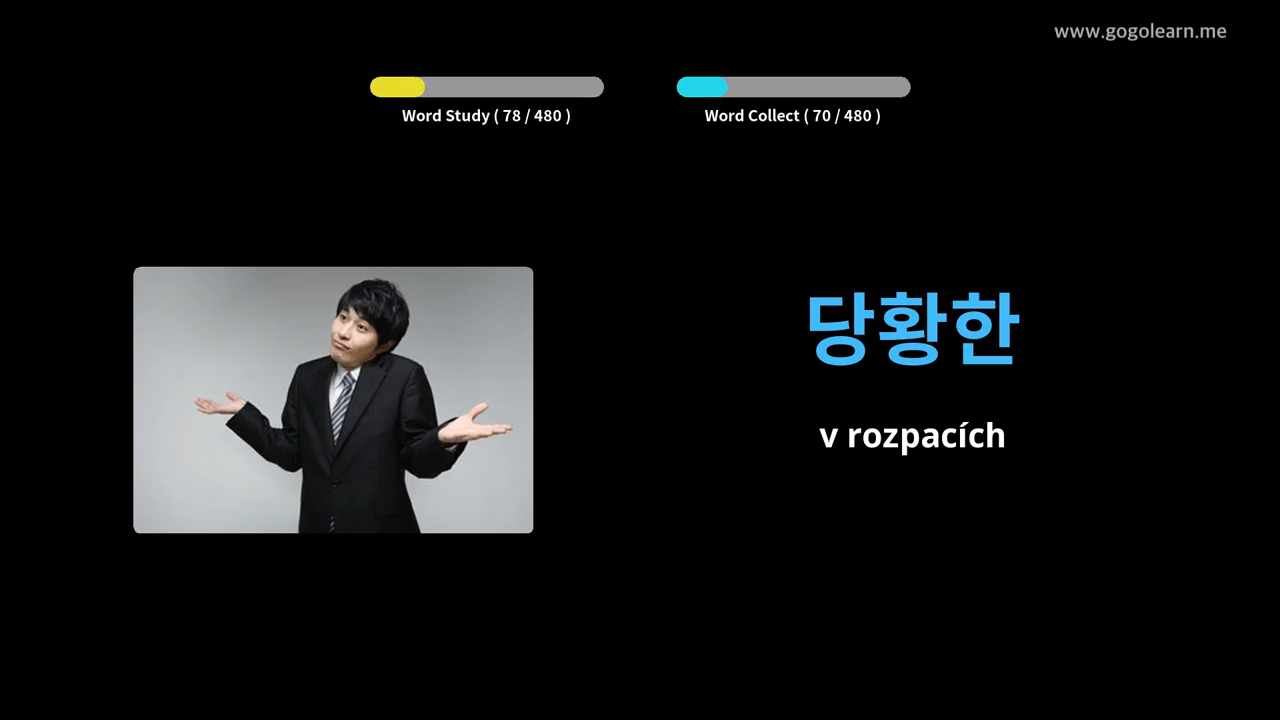 www.gogolearn.me
Word Study ( 78 / 480 )
Word Collect ( 70 / 480 )
당황한
v rozpacích